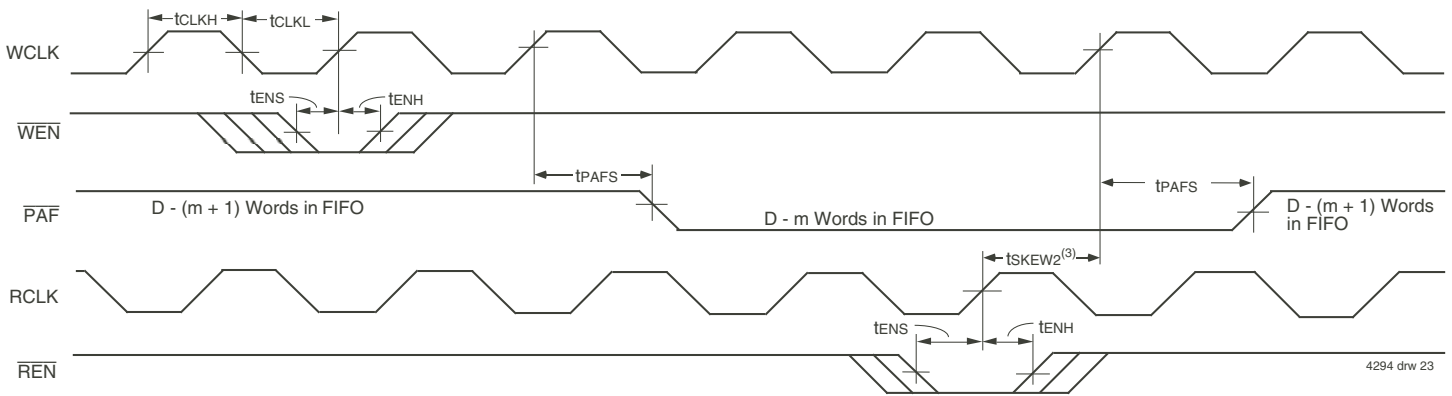 tCLKH
tCLKL
WCLK
tENS
tENH
WEN
tPAFS
tPAFS
PAF
D - (m + 1) Words in FIFO
D - m Words in FIFO
D - (m + 1) Words
in FIFO
tSKEW2(3)
RCLK
tENS
tENH
REN
4294 drw 23